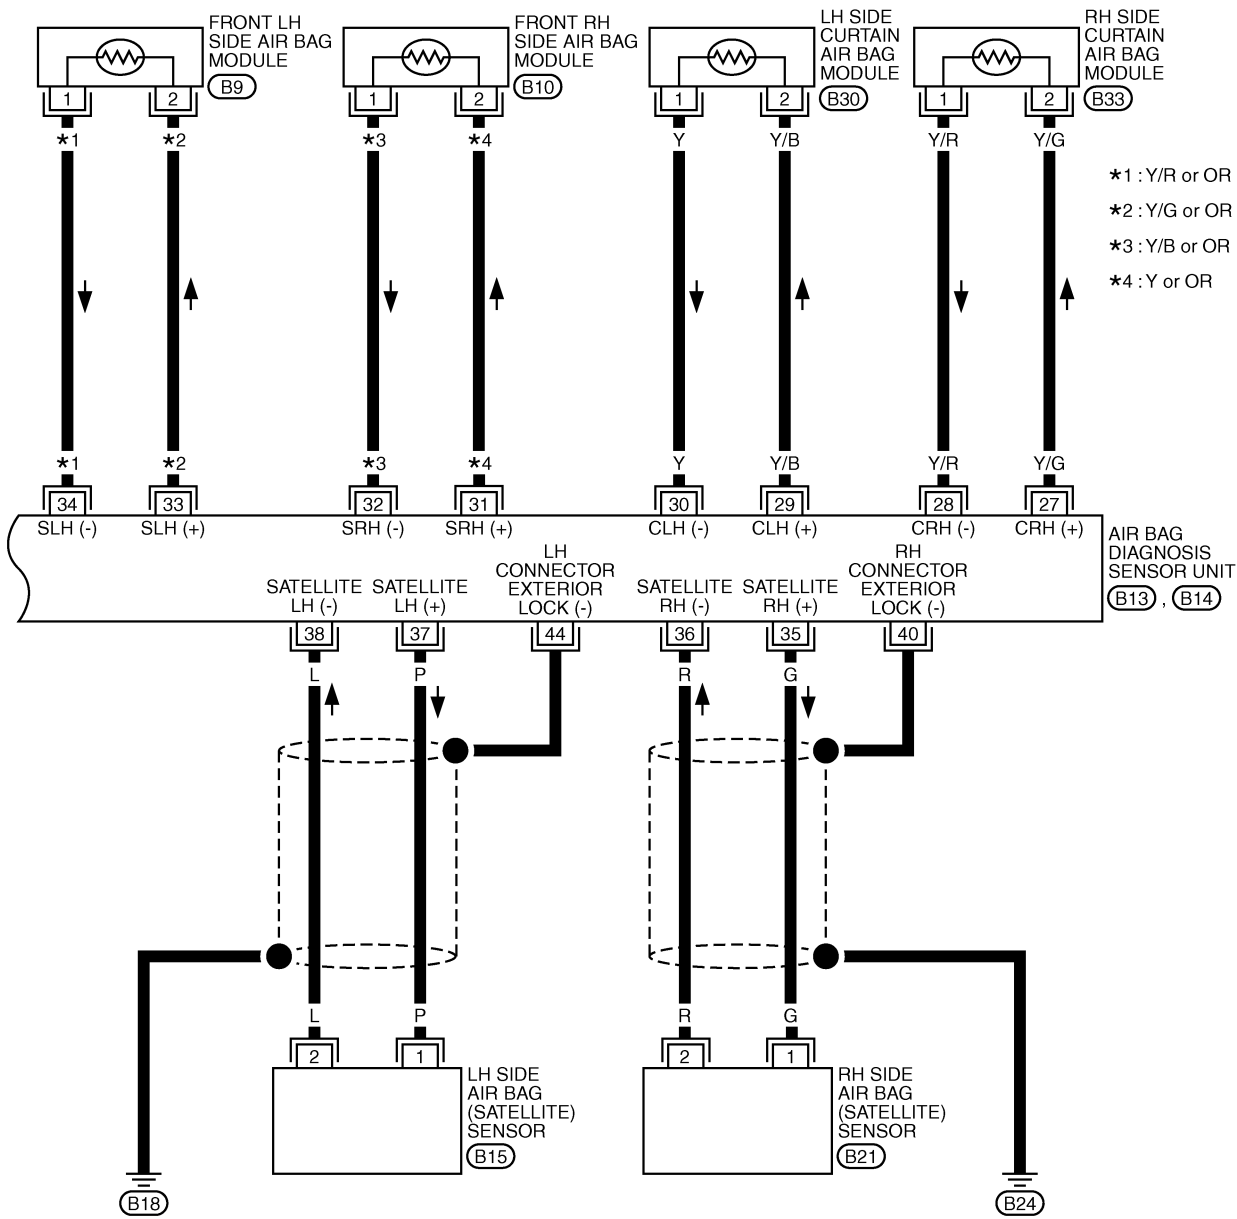 FRONT LH
SIDE AIR BAG
MODULE
B9
FRONT RH
SIDE AIR BAG
MODULE
B10
LH SIDE
CURTAIN
AIR BAG
MODULE
B30
RH SIDE
CURTAIN
AIR BAG
MODULE
B33
1 2 1 2 1 2 1 2
*1 *2 *3 *4 Y Y/B Y/R Y/G
*1 : Y/R or OR
*2 : Y/G or OR
*3 : Y/B or OR
*4 : Y or OR
*1 *2 *3 *4 Y Y/B Y/R Y/G
34 33 32 31 30 29 28 27
SLH (-) SLH (+) SRH (-) SRH (+) CLH (-) CLH (+) CRH (-) CRH (+)
AIR BAG
DIAGNOSIS
SENSOR UNIT
B13 , B14
SATELLITE
LH (-)
SATELLITE
LH (+)
LH
CONNECTOR
EXTERIOR
LOCK (-)
SATELLITE
RH (-)
SATELLITE
RH (+)
RH
CONNECTOR
EXTERIOR
LOCK (-)
38 37 44 36 35 40
L P R G
L P R G
2 1 2 1
LH SIDE
AIR BAG
(SATELLITE)
SENSOR
B15
RH SIDE
AIR BAG
(SATELLITE)
SENSOR
B21
B18
B24